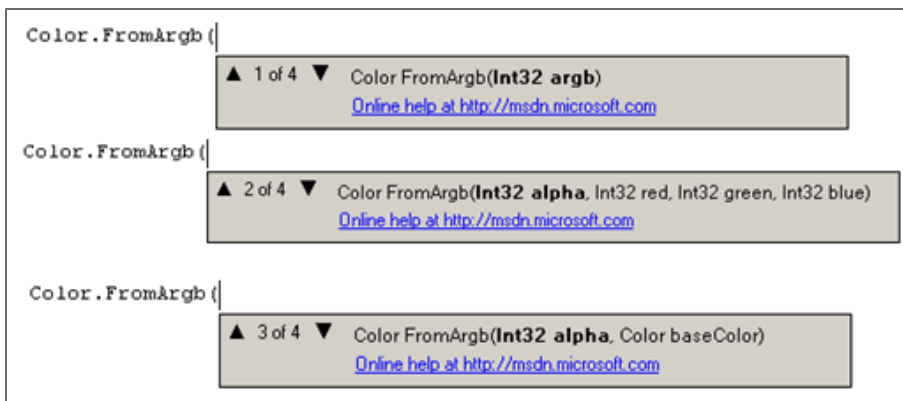 Color.FromArgb(
▲ 1 of 4 ▼ Color FromArgb(Int32 argb)
Online help at http://msdn.microsoft.com
Color.FromArgb(
▲ 2 of 4 ▼ Color FromArgb(Int32 alpha, Int32 red, Int32 green, Int32 blue)
Online help at http://msdn.microsoft.com
Color.FromArgb(
▲ 3 of 4 ▼ Color FromArgb(Int32 alpha, Color baseColor)
Online help at http://msdn.microsoft.com